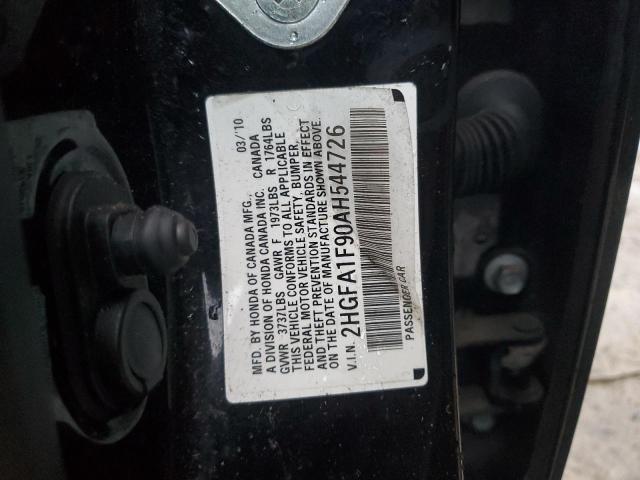 MFD. BY HONDA OF CANADA MFG. 03/10
A DIVISION OF HONDA CANADA INC. CANADA
GVWR 3737LBS GAWR F 1973LBS R 1764LBS
THIS VEHICLE CONFORMS TO ALL APPLICABLE
FEDERAL MOTOR VEHICLE SAFETY, BUMPER,
AND THEFT PREVENTION STANDARDS IN EFFECT
ON THE DATE OF MANUFACTURE SHOWN ABOVE.
V.I.N. 2HGFA1F90AH544726
PASSENGER CAR